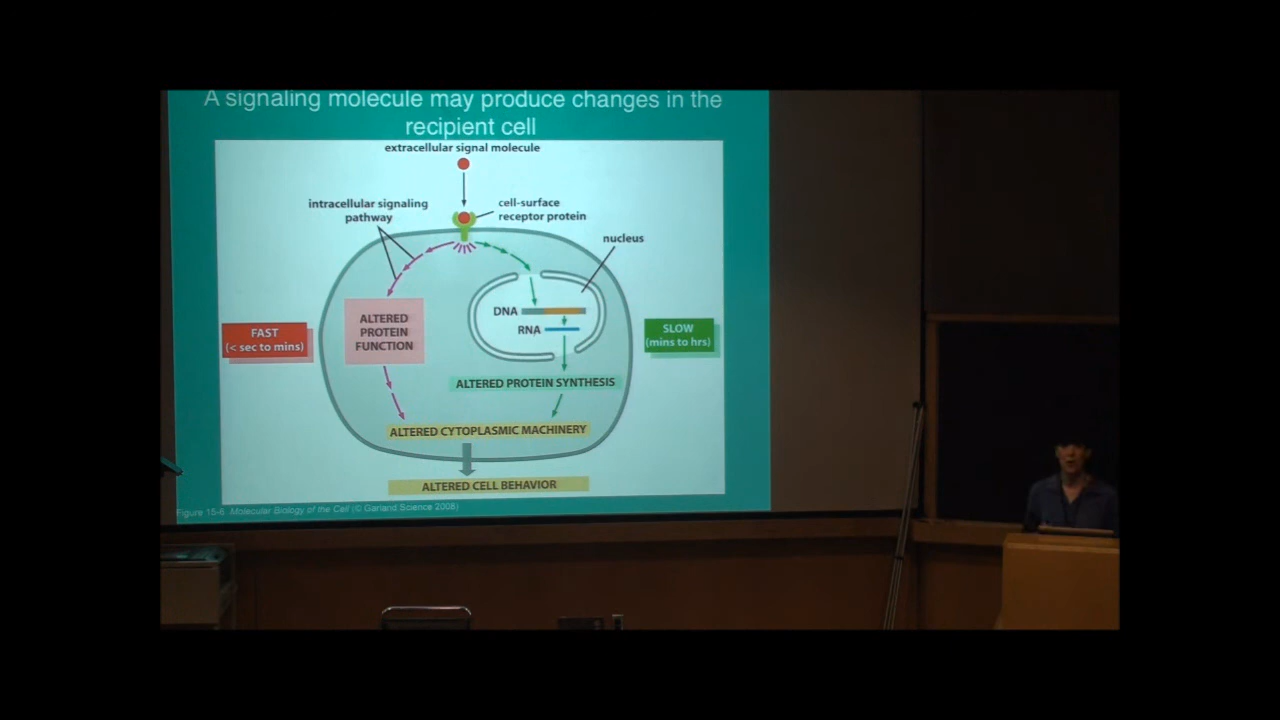 A signaling molecule may produce changes in the
recipient cell
extracellular signal molecule
intracellular signaling
pathway
cell-surface
receptor protein
nucleus
DNA
RNA
ALTERED
PROTEIN
FUNCTION
FAST
(< sec to mins)
SLOW
(mins to hrs)
ALTERED PROTEIN SYNTHESIS
ALTERED CYTOPLASMIC MACHINERY
ALTERED CELL BEHAVIOR
Figure 15-6 Molecular Biology of the Cell (© Garland Science 2008)